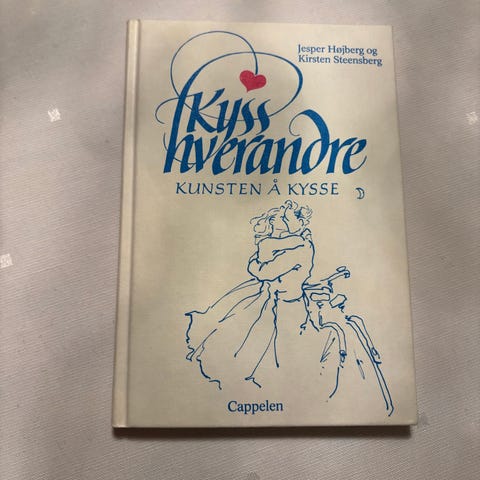 Jesper Højberg og
Kirsten Steensberg
Kyss
hverandre
KUNSTEN Å KYSSE
Cappelen